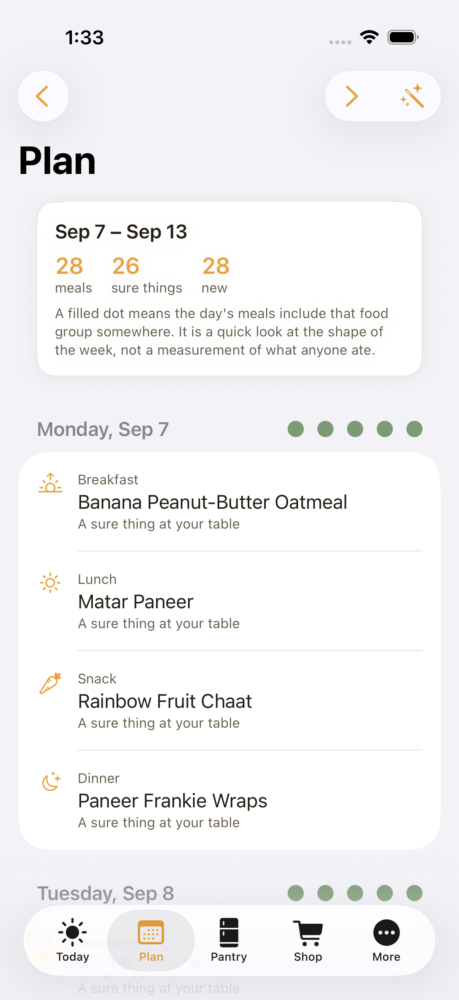 1:33
Plan
Sep 7 – Sep 13
28 26 28
meals sure things new
A filled dot means the day's meals include that food
group somewhere. It is a quick look at the shape of
the week, not a measurement of what anyone ate.
Monday, Sep 7
Breakfast
Banana Peanut-Butter Oatmeal
A sure thing at your table
Lunch
Matar Paneer
A sure thing at your table
Snack
Rainbow Fruit Chaat
A sure thing at your table
Dinner
Paneer Frankie Wraps
A sure thing at your table
Tuesday, Sep 8
Today Plan Pantry Shop More
A sure thing at your table